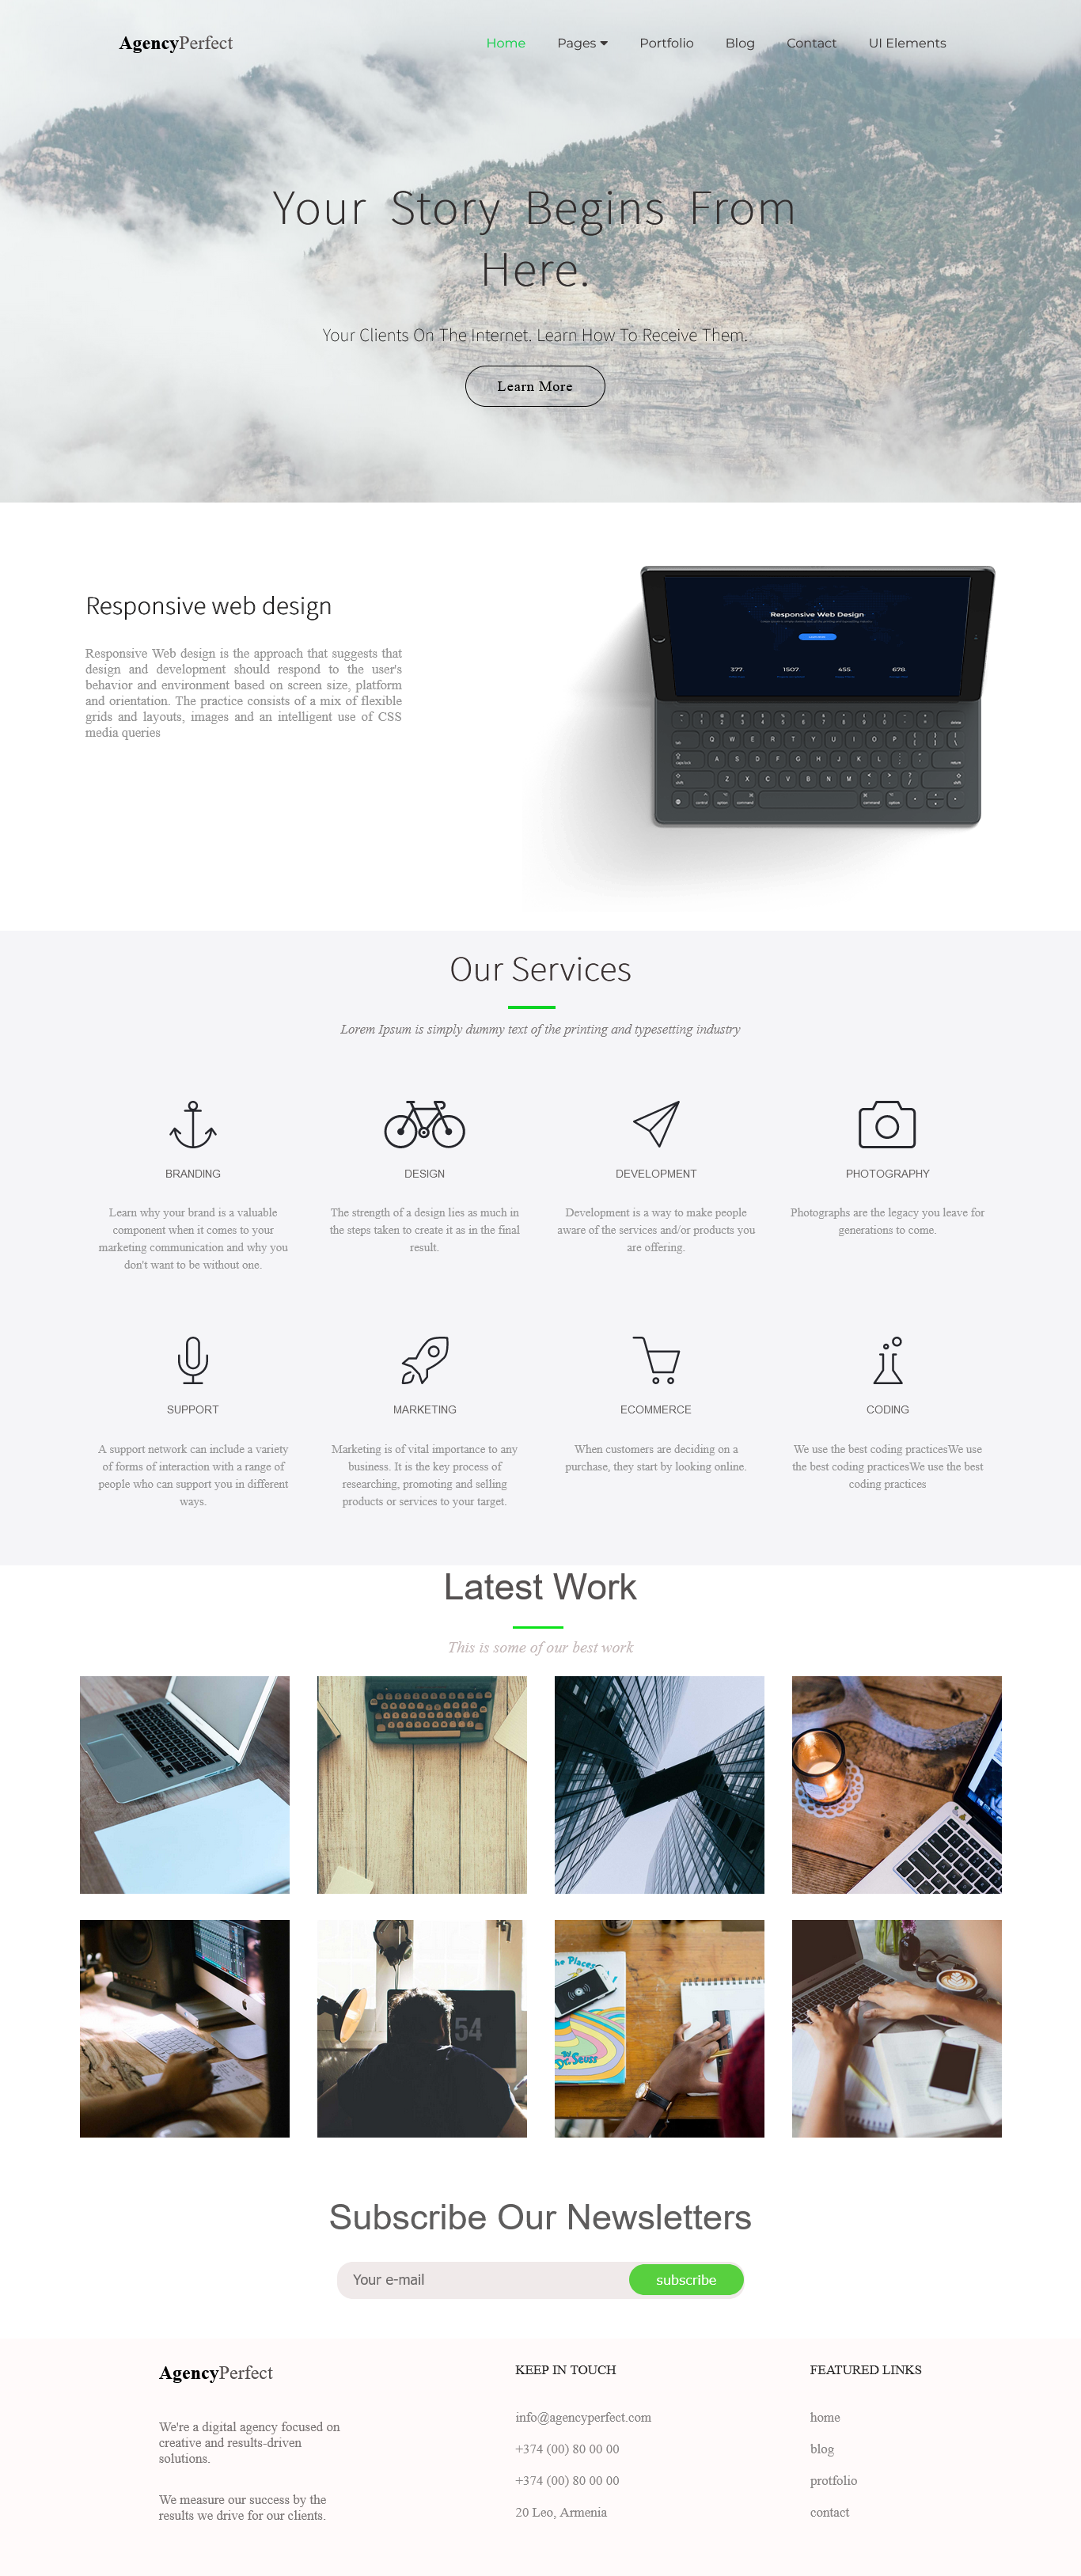 AgencyPerfect
Home Pages Portfolio Blog Contact UI Elements
Your Story Begins From
Here.
Your Clients On The Internet. Learn How To Receive Them.
Learn More
Responsive web design
Responsive Web design is the approach that suggests that
design and development should respond to the user's
behavior and environment based on screen size, platform
and orientation. The practice consists of a mix of flexible
grids and layouts, images and an intelligent use of CSS
media queries
Responsive Web Design
377 1507 455 678
Our Services
Lorem Ipsum is simply dummy text of the printing and typesetting industry
BRANDING
Learn why your brand is a valuable
component when it comes to your
marketing communication and why you
don't want to be without one.
DESIGN
The strength of a design lies as much in
the steps taken to create it as in the final
result.
DEVELOPMENT
Development is a way to make people
aware of the services and/or products you
are offering.
PHOTOGRAPHY
Photographs are the legacy you leave for
generations to come.
SUPPORT
A support network can include a variety
of forms of interaction with a range of
people who can support you in different
ways.
MARKETING
Marketing is of vital importance to any
business. It is the key process of
researching, promoting and selling
products or services to your target.
ECOMMERCE
When customers are deciding on a
purchase, they start by looking online.
CODING
We use the best coding practicesWe use
the best coding practicesWe use the best
coding practices
Latest Work
This is some of our best work
54
he Places
by
Dr. Seuss
Subscribe Our Newsletters
Your e-mail
subscribe
AgencyPerfect
We're a digital agency focused on
creative and results-driven
solutions.
We measure our success by the
results we drive for our clients.
KEEP IN TOUCH
info@agencyperfect.com
+374 (00) 80 00 00
+374 (00) 80 00 00
20 Leo, Armenia
FEATURED LINKS
home
blog
protfolio
contact